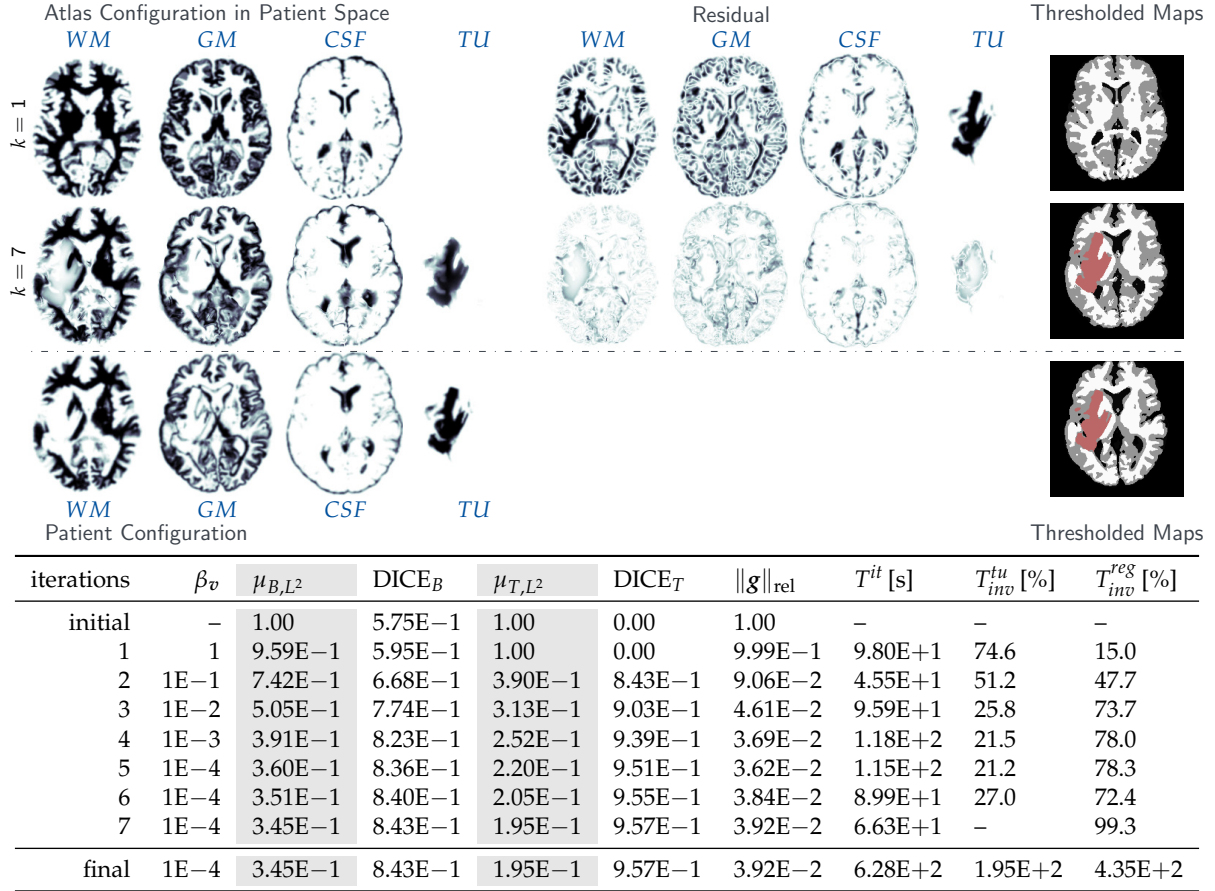 Atlas Configuration in Patient Space Residual Thresholded Maps
WM GM CSF TU WM GM CSF TU
k = 1
k = 7
WM GM CSF TU
Patient Configuration Thresholded Maps
iterations β_v μ_{B,L²} DICE_B μ_{T,L²} DICE_T ‖g‖_rel T^{it} [s] T^{tu}_{inv} [%] T^{reg}_{inv} [%]
initial – 1.00 5.75E−1 1.00 0.00 1.00 – – –
1 1 9.59E−1 5.95E−1 1.00 0.00 9.99E−1 9.80E+1 74.6 15.0
2 1E−1 7.42E−1 6.68E−1 3.90E−1 8.43E−1 9.06E−2 4.55E+1 51.2 47.7
3 1E−2 5.05E−1 7.74E−1 3.13E−1 9.03E−1 4.61E−2 9.59E+1 25.8 73.7
4 1E−3 3.91E−1 8.23E−1 2.52E−1 9.39E−1 3.69E−2 1.18E+2 21.5 78.0
5 1E−4 3.60E−1 8.36E−1 2.20E−1 9.51E−1 3.62E−2 1.15E+2 21.2 78.3
6 1E−4 3.51E−1 8.40E−1 2.05E−1 9.55E−1 3.84E−2 8.99E+1 27.0 72.4
7 1E−4 3.45E−1 8.43E−1 1.95E−1 9.57E−1 3.92E−2 6.63E+1 – 99.3
final 1E−4 3.45E−1 8.43E−1 1.95E−1 9.57E−1 3.92E−2 6.28E+2 1.95E+2 4.35E+2